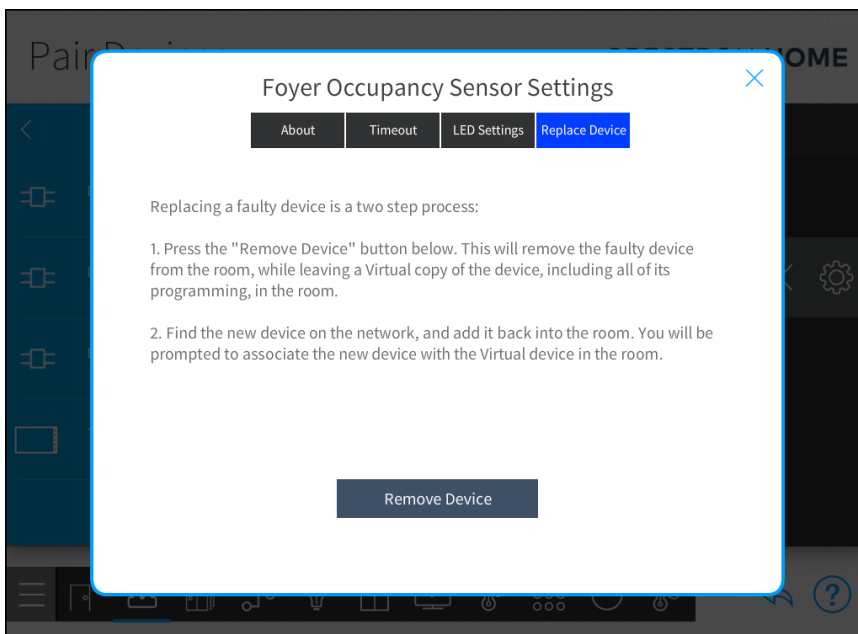 Pair
HOME
Foyer Occupancy Sensor Settings
About
Timeout
LED Settings
Replace Device
Replacing a faulty device is a two step process:
1. Press the "Remove Device" button below. This will remove the faulty device
from the room, while leaving a Virtual copy of the device, including all of its
programming, in the room.
2. Find the new device on the network, and add it back into the room. You will be
prompted to associate the new device with the Virtual device in the room.
Remove Device
?